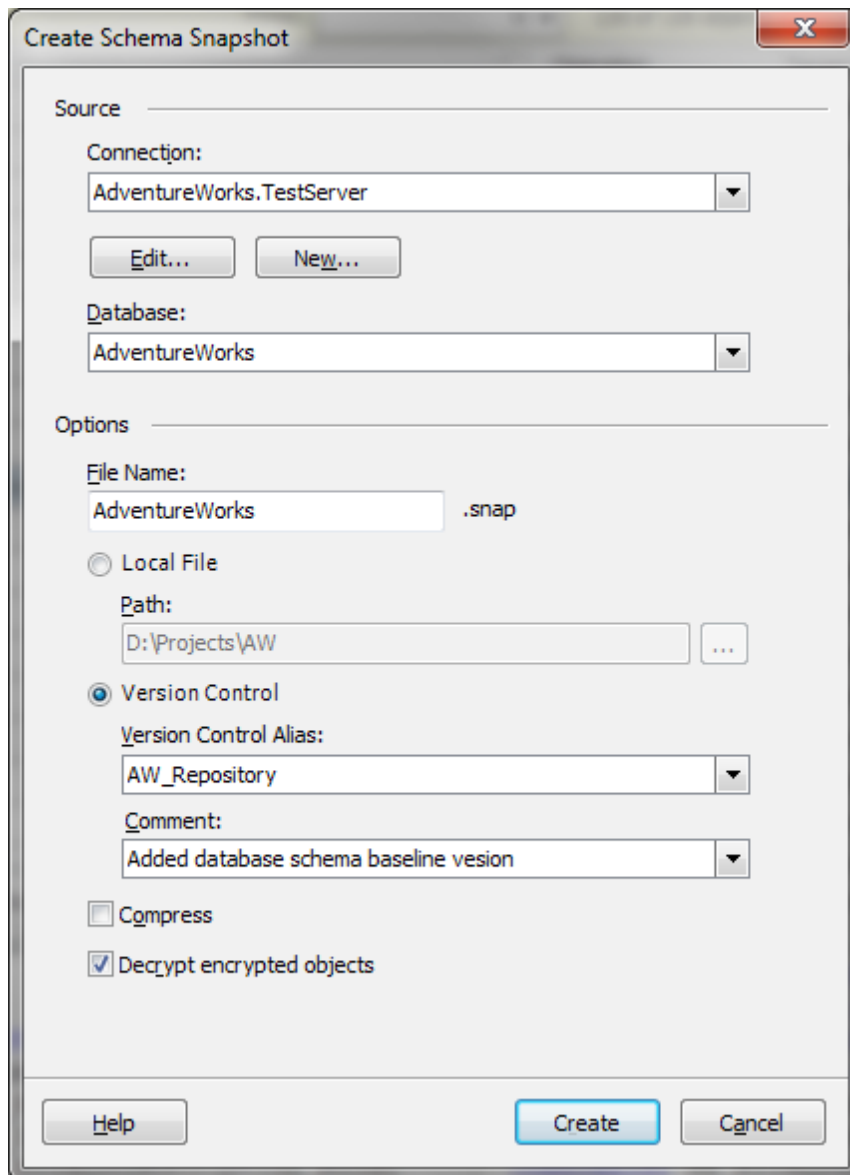 Create Schema Snapshot
Source
Connection:
AdventureWorks.TestServer
Edit... New...
Database:
AdventureWorks
Options
File Name:
AdventureWorks .snap
Local File
Path:
D:\Projects\AW ...
Version Control
Version Control Alias:
AW_Repository
Comment:
Added database schema baseline vesion
Compress
Decrypt encrypted objects
Help Create Cancel